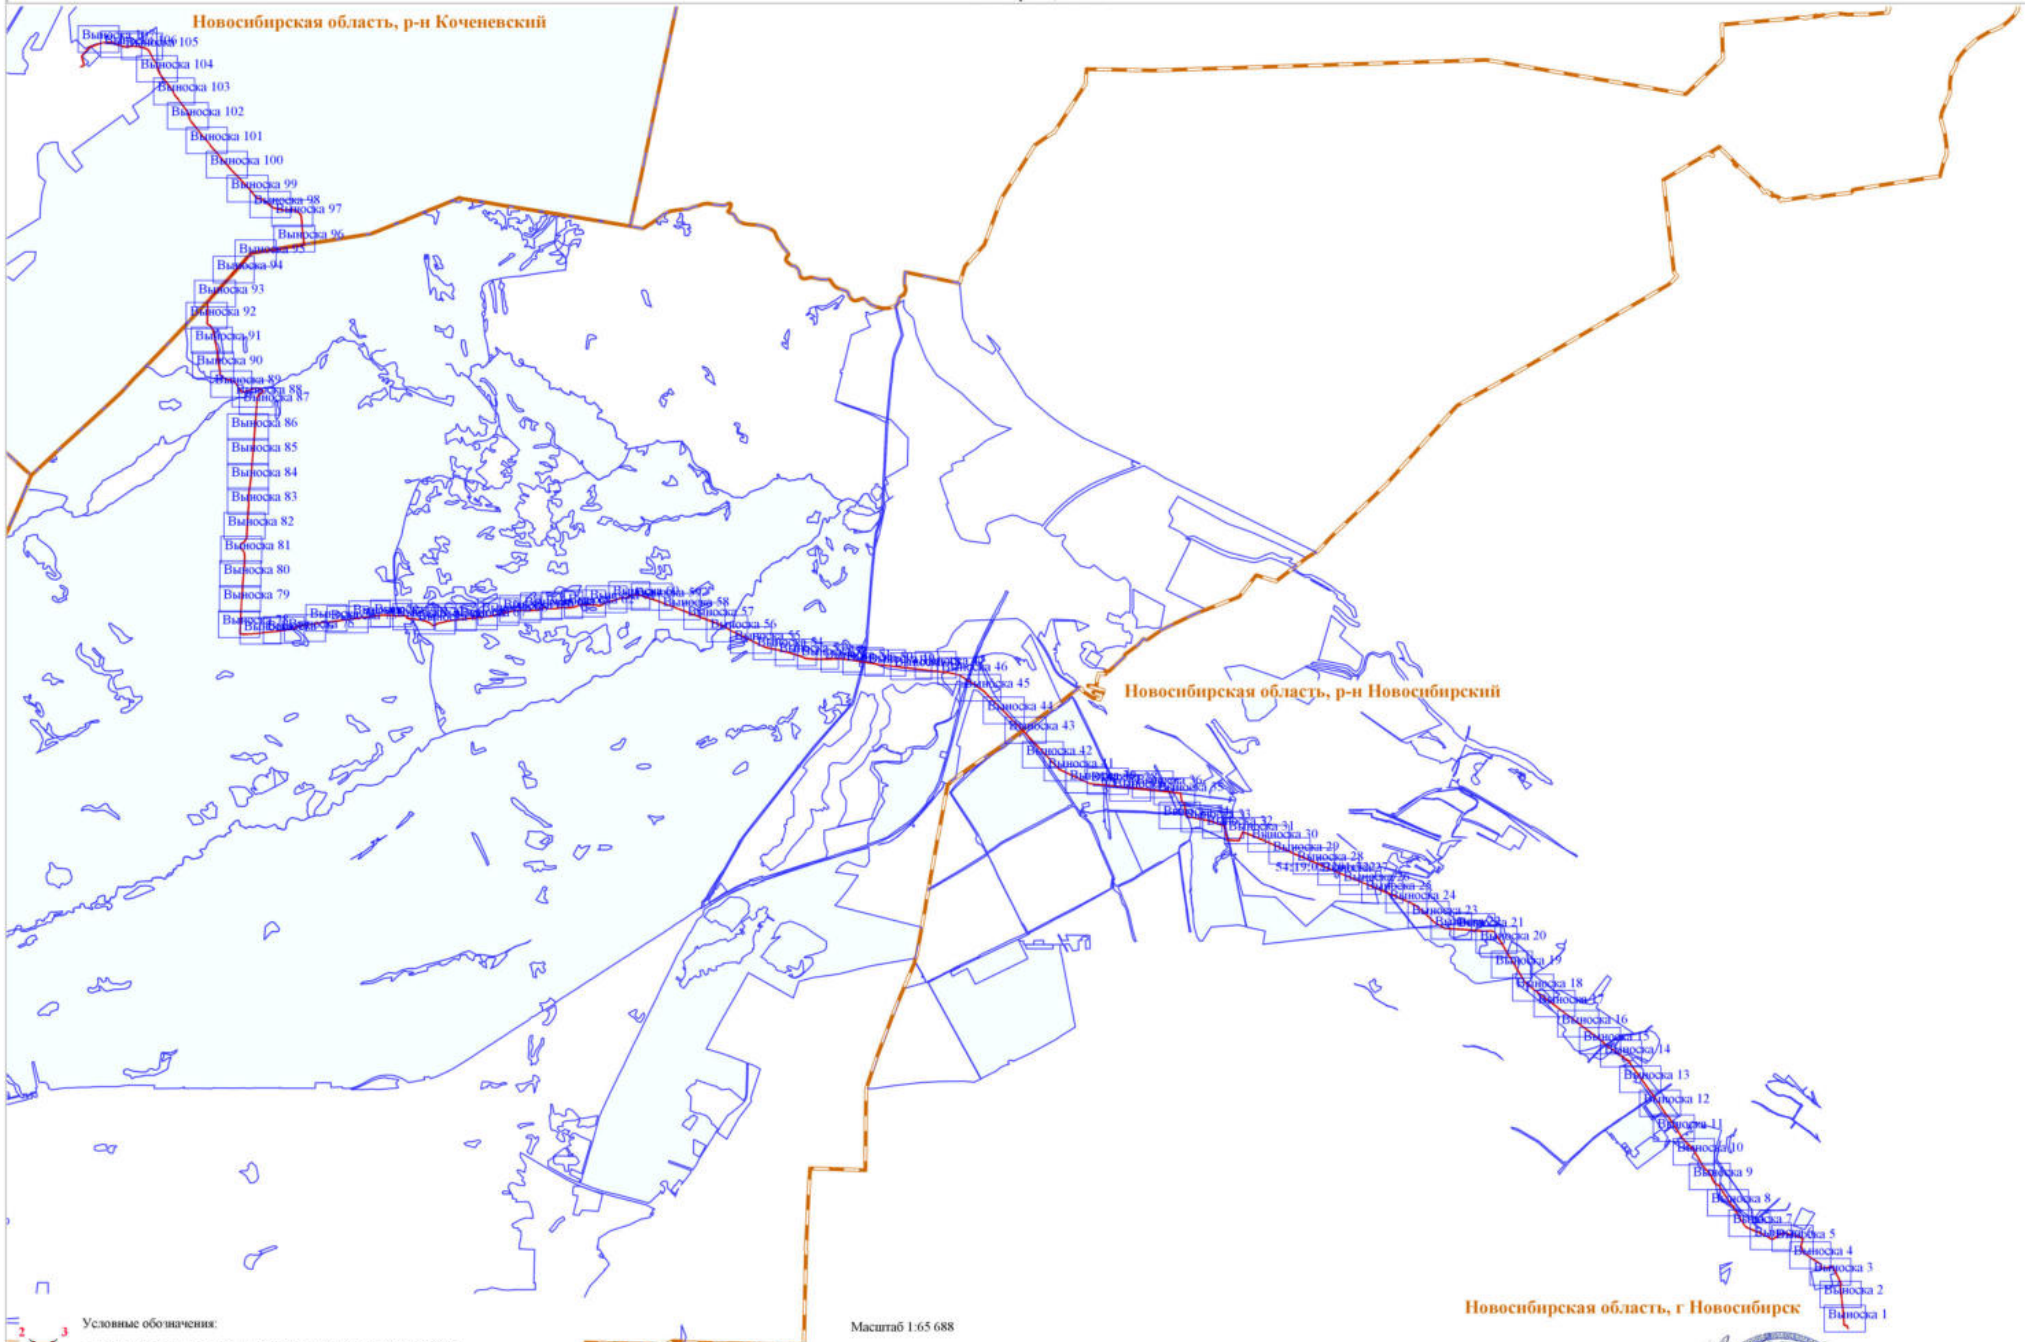 Новосибирская область, р-н Коченевский
105
Выноска 104
Выноска 103
Выноска 102
Выноска 101
Выноска 100
Выноска 99
Выноска 98
Выноска 97
Выноска 96
Выноска 95
Выноска 94
Выноска 93
Выноска 92
Выноска 91
Выноска 90
Выноска 89
Выноска 88
Выноска 87
Выноска 86
Выноска 85
Выноска 84
Выноска 83
Выноска 82
Выноска 81
Выноска 80
Выноска 79
Выноска 58
Выноска 57
Выноска 56
Выноска 55
Выноска 46
Выноска 45
Новосибирская область, р-н Новосибирский
Выноска 44
Выноска 43
Выноска 42
Выноска 41
Выноска 32
Выноска 31
Выноска 30
Выноска 29
Выноска 28
Выноска 24
Выноска 23
21
Выноска 20
Выноска 19
Выноска 18
Выноска 17
Выноска 16
Выноска 15
Выноска 14
Выноска 13
Выноска 12
Выноска 11
Выноска 10
Выноска 9
Выноска 8
Выноска 7
Выноска 5
Выноска 4
Выноска 3
Выноска 2
Новосибирская область, г Новосибирск
Выноска 1
2 3 Условные обозначения:
Масштаб 1:65 688